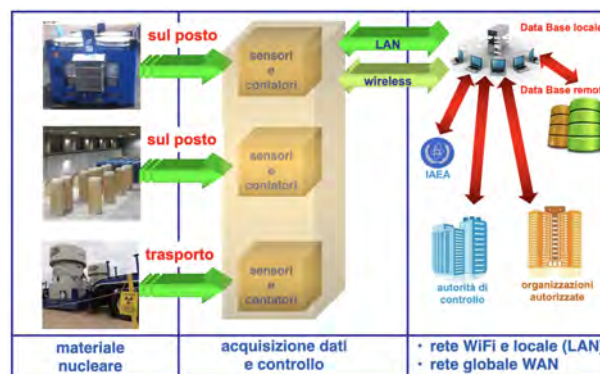 sul posto
sensori
e
contatori
LAN
wireless
Data Base locale
Data Base remot
sul posto
sensori
e
contatori
IAEA
trasporto
sensori
e
contatori
autorità di
controllo
organizzazioni
autorizzate
materiale
nucleare
acquisizione dati
e controllo
• rete WiFi e locale (LAN)
• rete globale WAN